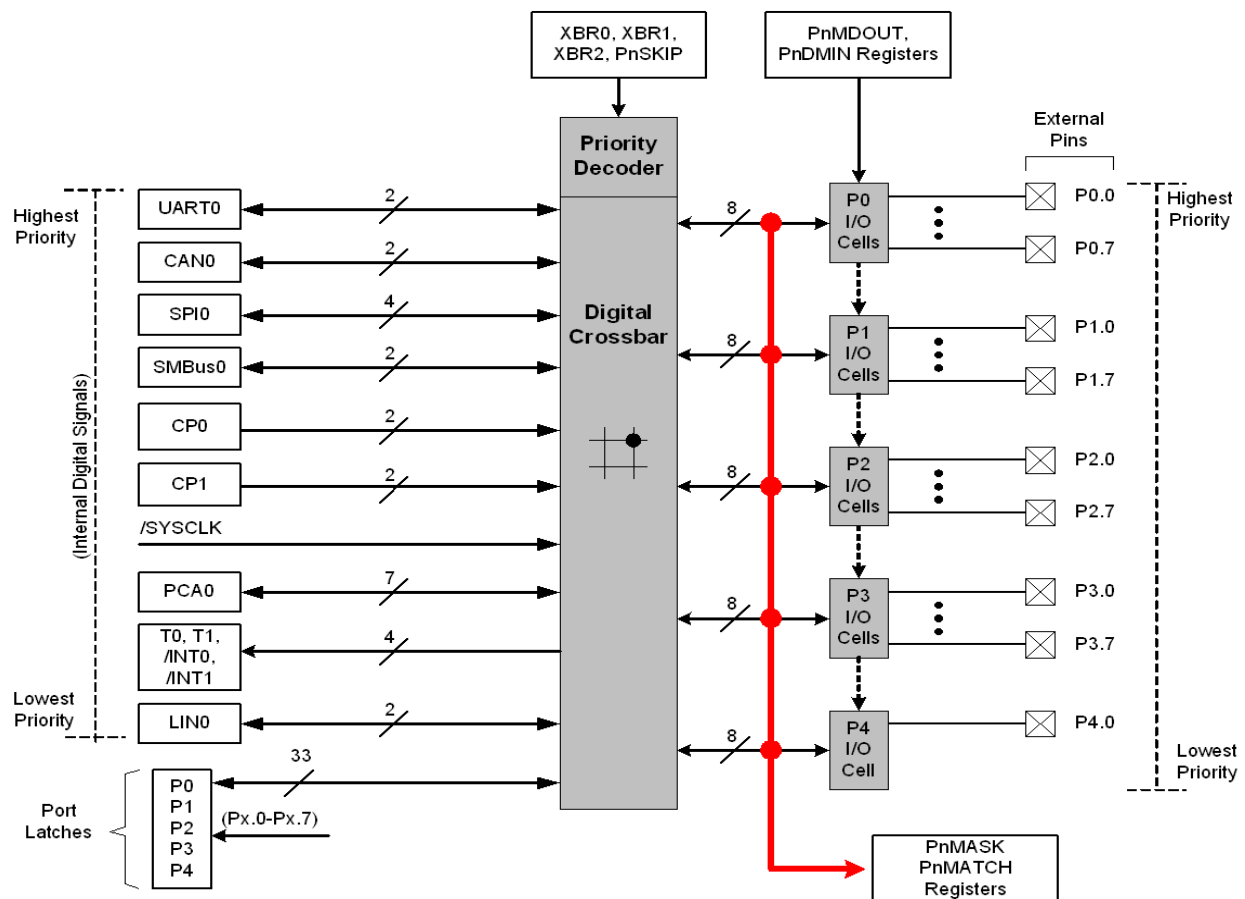 XBR0, XBR1,
XBR2, PnSKIP
PnMDOUT,
PnDMIN Registers
External
Pins
Priority
Decoder
Digital
Crossbar
Highest
Priority
(Internal Digital Signals)
Lowest
Priority
UART0
2
CAN0
2
SPI0
4
SMBus0
2
CP0
2
CP1
2
/SYSCLK
PCA0
7
T0, T1,
/INT0,
/INT1
4
LIN0
2
Port
Latches
P0
P1
P2
P3
P4
33
(Px.0-Px.7)
8
P0
I/O
Cells
P0.0
P0.7
8
P1
I/O
Cells
P1.0
P1.7
8
P2
I/O
Cells
P2.0
P2.7
8
P3
I/O
Cells
P3.0
P3.7
8
P4
I/O
Cell
P4.0
Highest
Priority
Lowest
Priority
PnMASK
PnMATCH
Registers